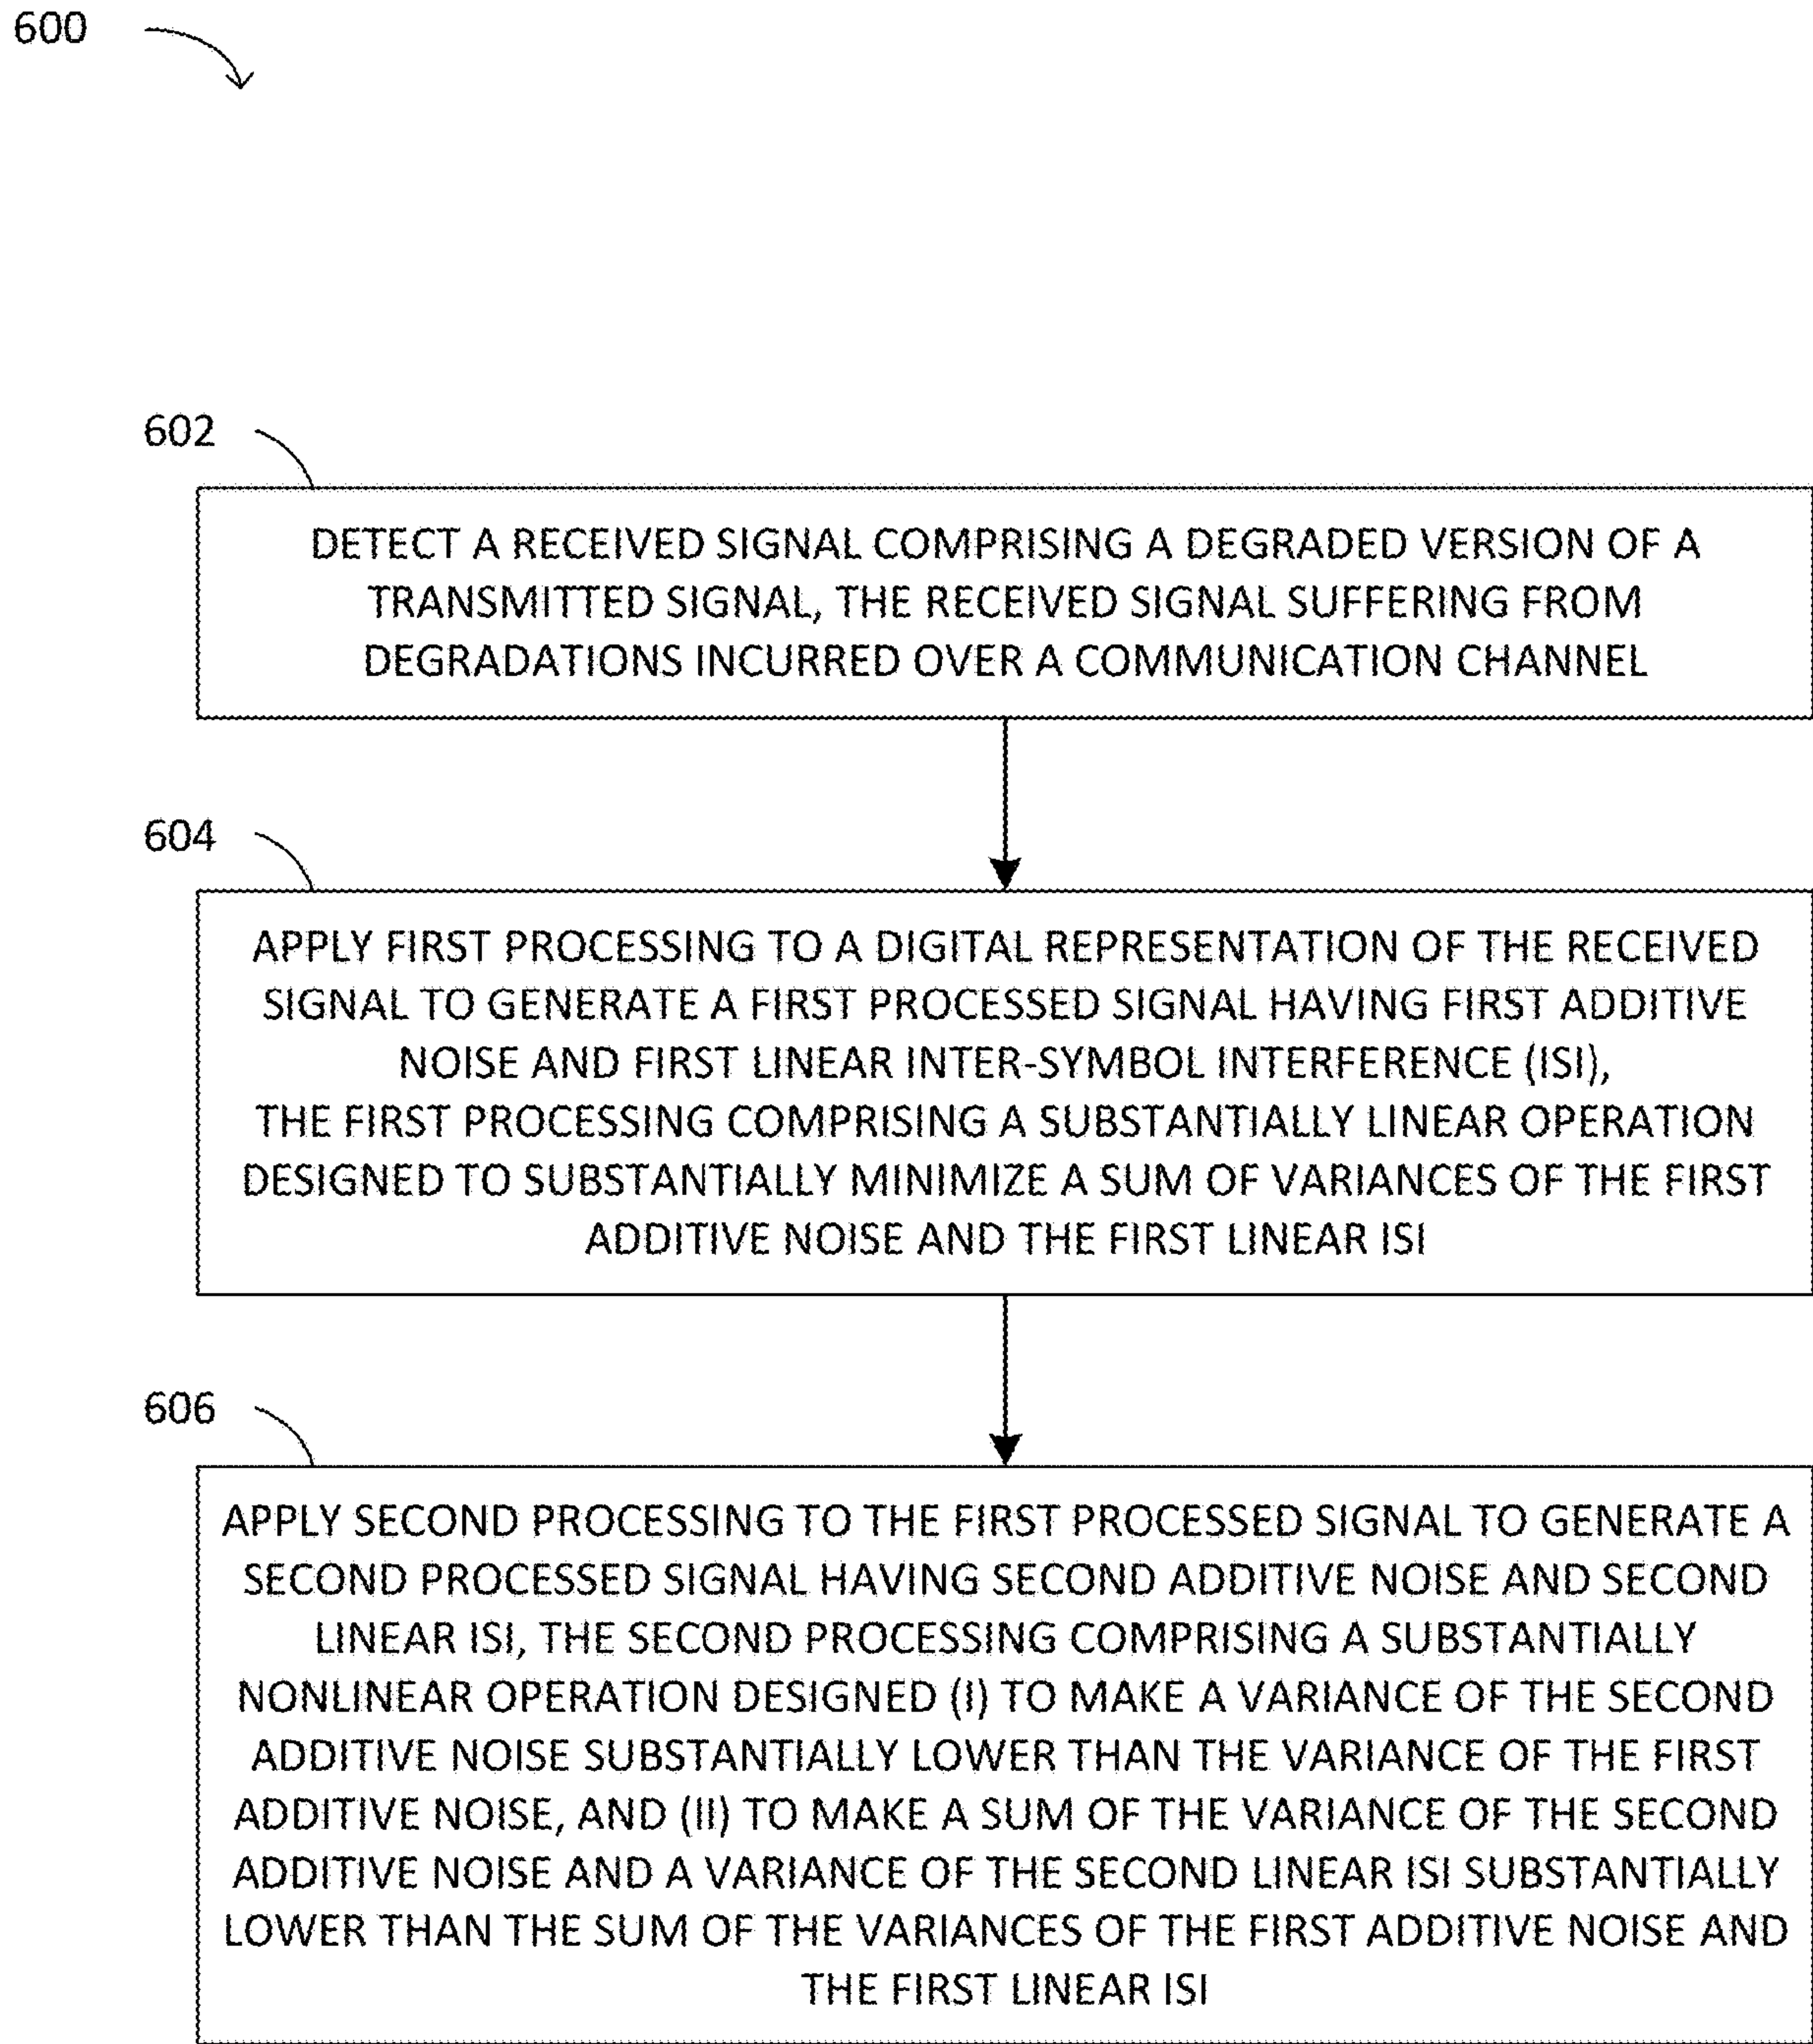 600
602
DETECT A RECEIVED SIGNAL COMPRISING A DEGRADED VERSION OF A
TRANSMITTED SIGNAL, THE RECEIVED SIGNAL SUFFERING FROM
DEGRADATIONS INCURRED OVER A COMMUNICATION CHANNEL
604
APPLY FIRST PROCESSING TO A DIGITAL REPRESENTATION OF THE RECEIVED
SIGNAL TO GENERATE A FIRST PROCESSED SIGNAL HAVING FIRST ADDITIVE
NOISE AND FIRST LINEAR INTER-SYMBOL INTERFERENCE (ISI),
THE FIRST PROCESSING COMPRISING A SUBSTANTIALLY LINEAR OPERATION
DESIGNED TO SUBSTANTIALLY MINIMIZE A SUM OF VARIANCES OF THE FIRST
ADDITIVE NOISE AND THE FIRST LINEAR ISI
606
APPLY SECOND PROCESSING TO THE FIRST PROCESSED SIGNAL TO GENERATE A
SECOND PROCESSED SIGNAL HAVING SECOND ADDITIVE NOISE AND SECOND
LINEAR ISI, THE SECOND PROCESSING COMPRISING A SUBSTANTIALLY
NONLINEAR OPERATION DESIGNED (I) TO MAKE A VARIANCE OF THE SECOND
ADDITIVE NOISE SUBSTANTIALLY LOWER THAN THE VARIANCE OF THE FIRST
ADDITIVE NOISE, AND (II) TO MAKE A SUM OF THE VARIANCE OF THE SECOND
ADDITIVE NOISE AND A VARIANCE OF THE SECOND LINEAR ISI SUBSTANTIALLY
LOWER THAN THE SUM OF THE VARIANCES OF THE FIRST ADDITIVE NOISE AND
THE FIRST LINEAR ISI